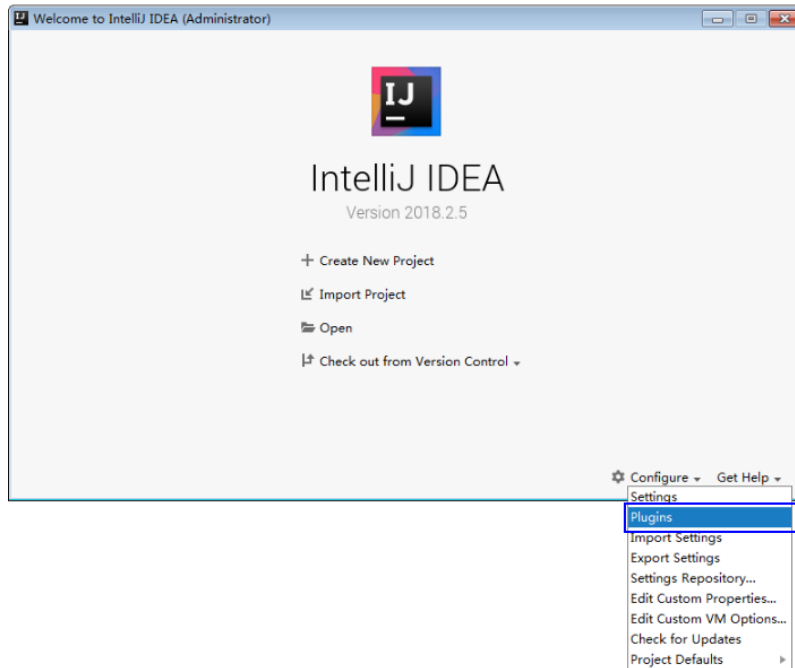 Welcome to IntelliJ IDEA (Administrator)
IJ
IntelliJ IDEA
Version 2018.2.5
Create New Project
Import Project
Open
Check out from Version Control
Configure Get Help
Settings
Plugins
Import Settings
Export Settings
Settings Repository...
Edit Custom Properties...
Edit Custom VM Options...
Check for Updates
Project Defaults